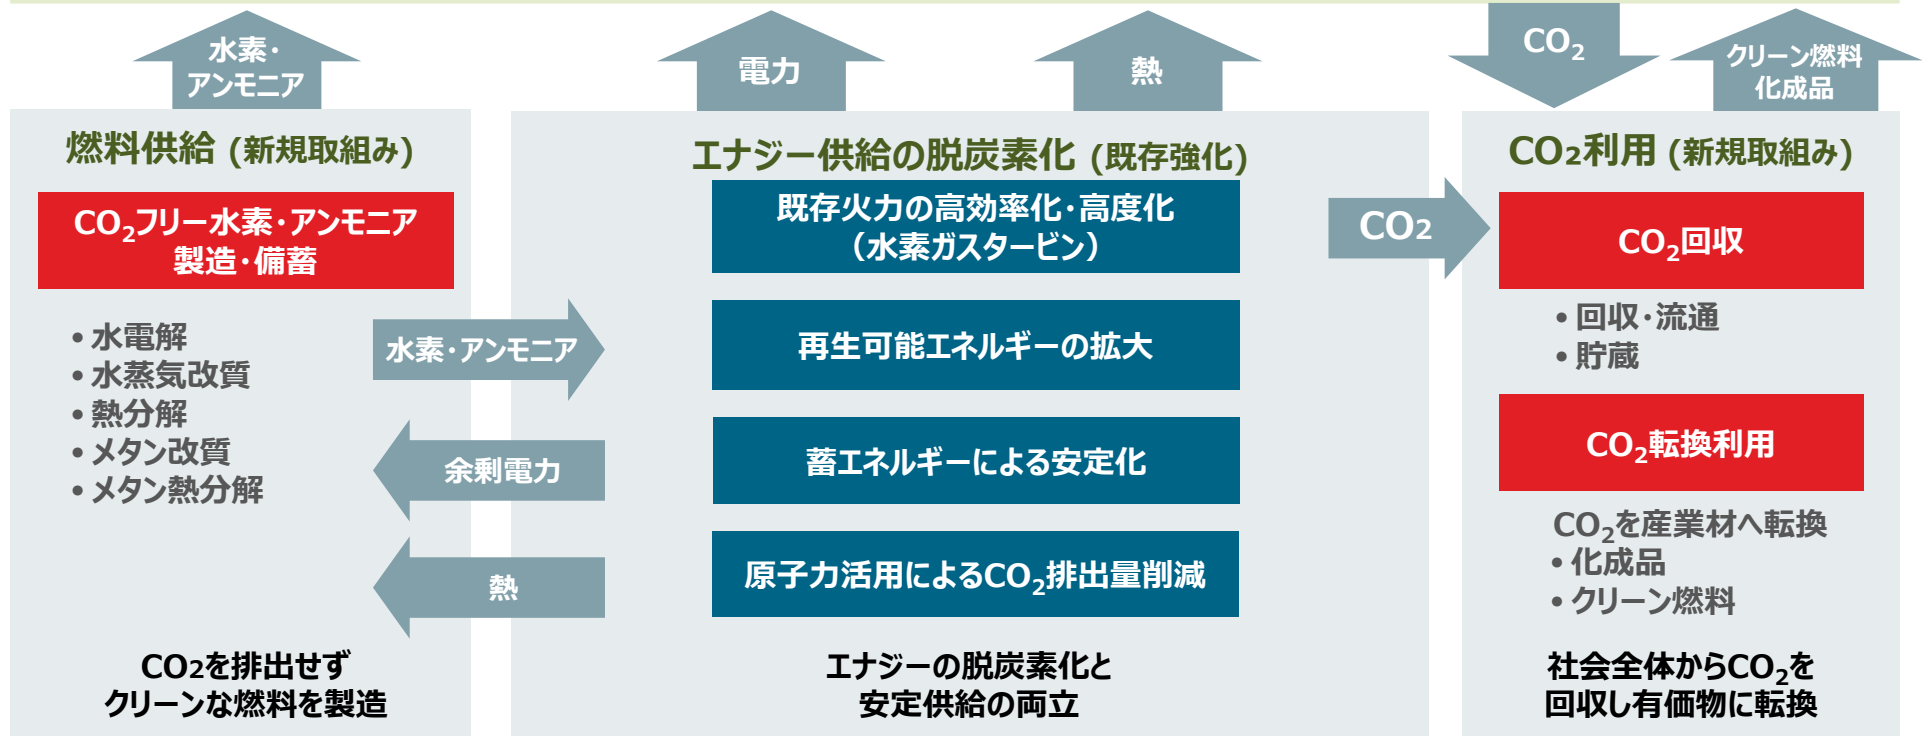 水素・
アンモニア
電力
熱
CO2
クリーン燃料
化成品
燃料供給 (新規取組み)
CO2フリー水素・アンモニア
製造・備蓄
• 水電解
• 水蒸気改質
• 熱分解
• メタン改質
• メタン熱分解
CO2を排出せず
クリーンな燃料を製造
水素・アンモニア
余剰電力
熱
エナジー供給の脱炭素化 (既存強化)
既存火力の高効率化・高度化
（水素ガスタービン）
再生可能エネルギーの拡大
蓄エネルギーによる安定化
原子力活用によるCO2排出量削減
エナジーの脱炭素化と
安定供給の両立
CO2
CO2利用 (新規取組み)
CO2回収
• 回収・流通
• 貯蔵
CO2転換利用
CO2を産業材へ転換
• 化成品
• クリーン燃料
社会全体からCO2を
回収し有価物に転換